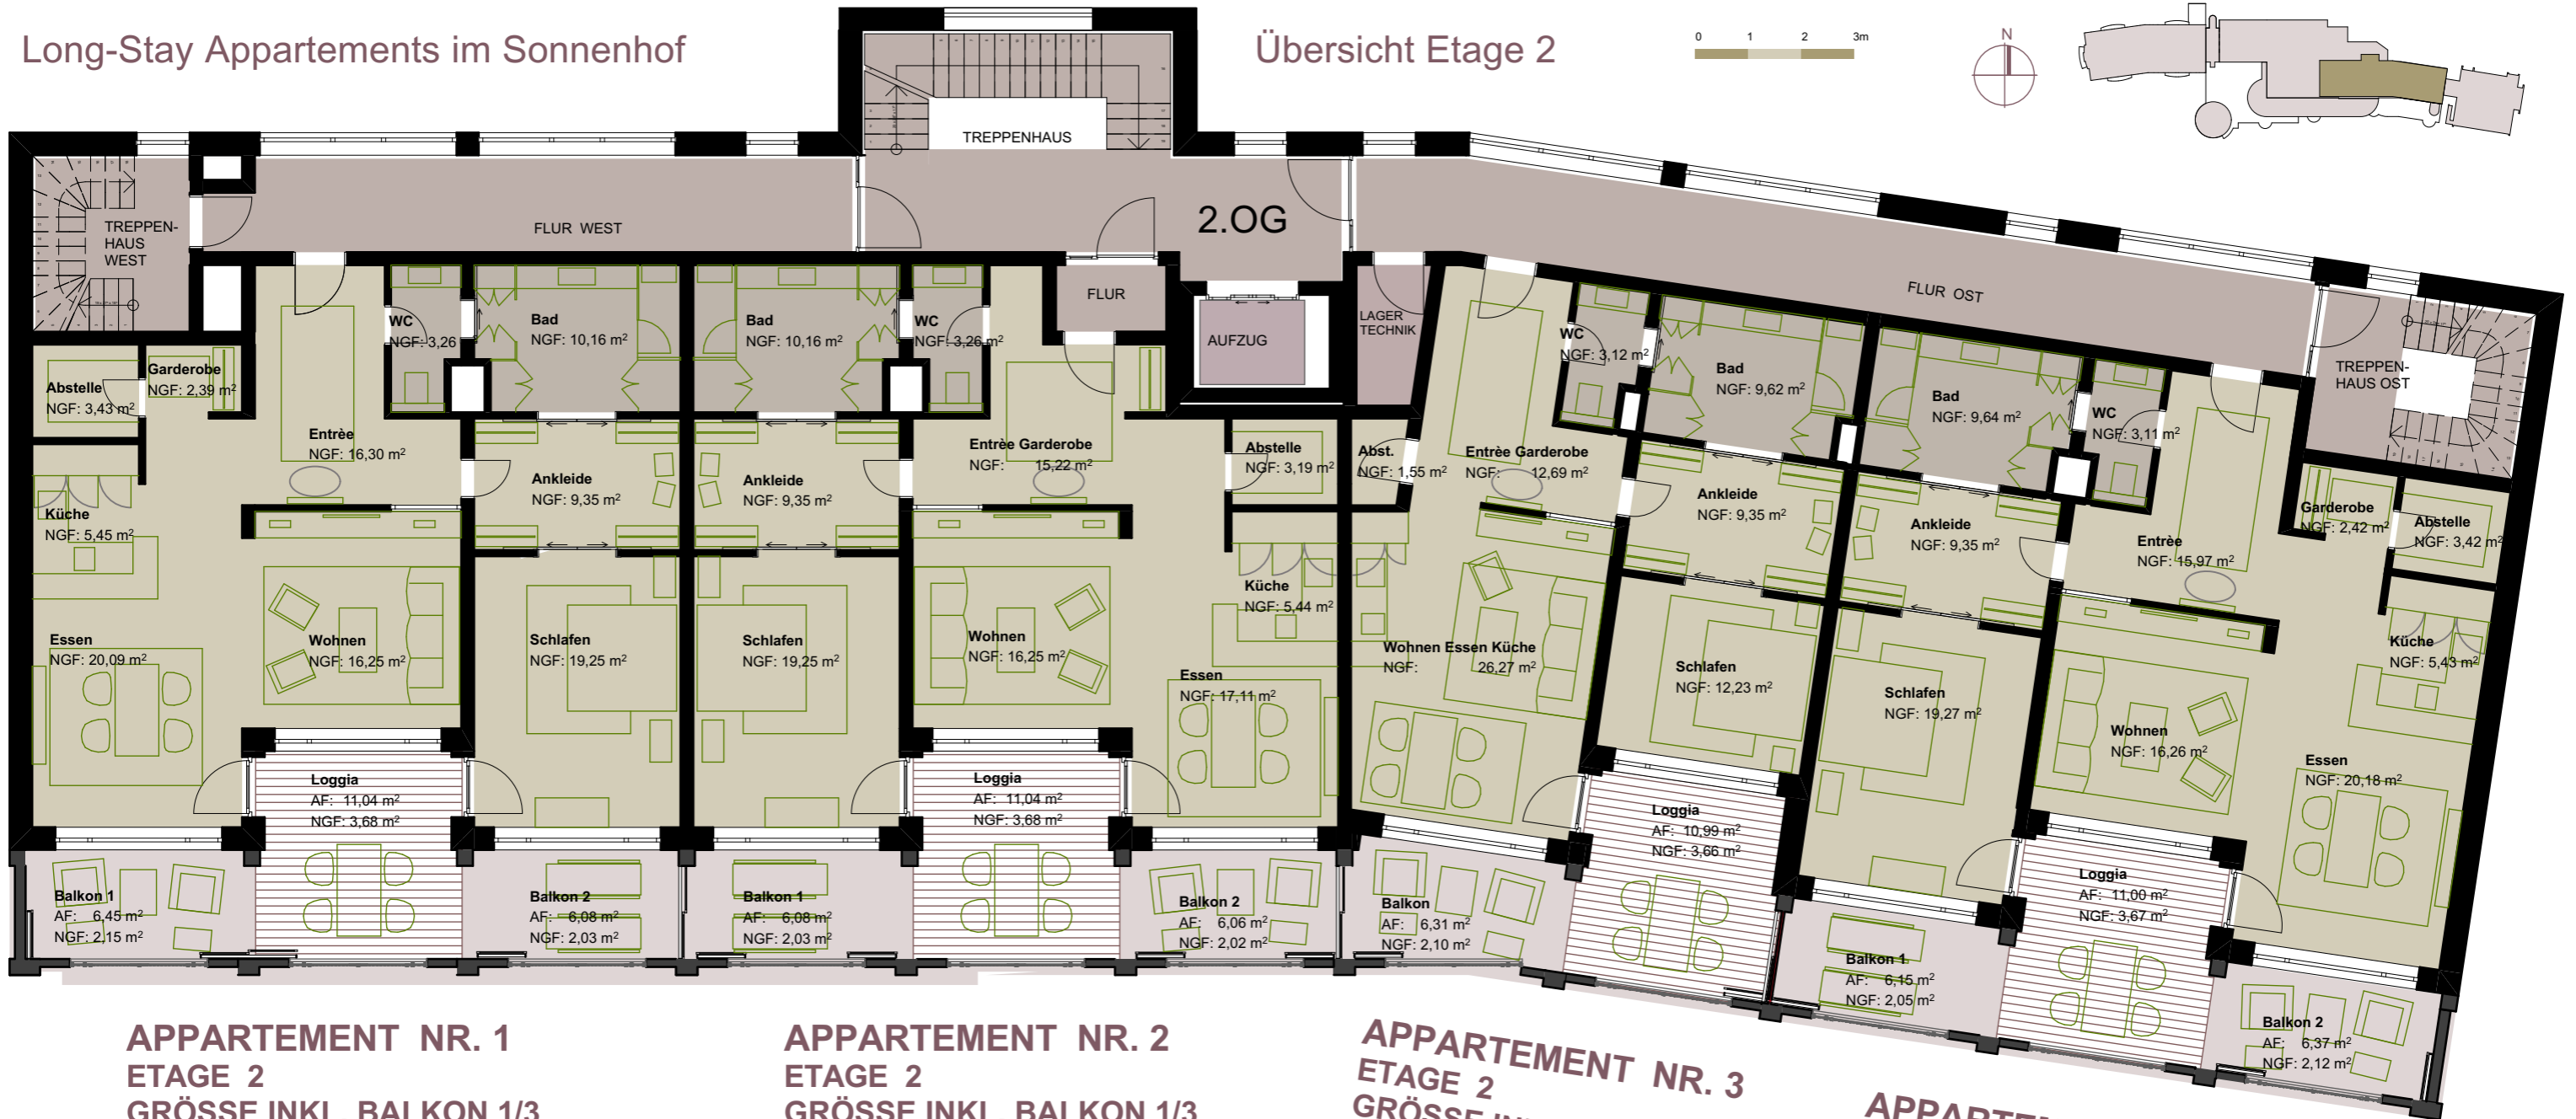 Long-Stay Appartements im Sonnenhof
Übersicht Etage 2
0 1 2 3m
N
TREPPENHAUS
2.OG
TREPPEN-
HAUS
WEST
FLUR WEST
FLUR
AUFZUG
LAGER
TECHNIK
FLUR OST
TREPPEN-
HAUS OST
Abstelle
NGF: 3,43 m²
Garderobe
NGF: 2,39 m²
Entrèe
NGF: 16,30 m²
WC
NGF: 3,26
Bad
NGF: 10,16 m²
Küche
NGF: 5,45 m²
Ankleide
NGF: 9,35 m²
Essen
NGF: 20,09 m²
Wohnen
NGF: 16,25 m²
Schlafen
NGF: 19,25 m²
Loggia
AF: 11,04 m²
NGF: 3,68 m²
Balkon 1
AF: 6,45 m²
NGF: 2,15 m²
Balkon 2
AF: 6,08 m²
NGF: 2,03 m²
Bad
NGF: 10,16 m²
WC
NGF: 3,26 m²
Entrèe Garderobe
NGF: 15,22 m²
Ankleide
NGF: 9,35 m²
Abstelle
NGF: 3,19 m²
Küche
NGF: 5,44 m²
Schlafen
NGF: 19,25 m²
Wohnen
NGF: 16,25 m²
Essen
NGF: 17,11 m²
Loggia
AF: 11,04 m²
NGF: 3,68 m²
Balkon 1
AF: 6,08 m²
NGF: 2,03 m²
Balkon 2
AF: 6,06 m²
NGF: 2,02 m²
WC
NGF: 3,12 m²
Bad
NGF: 9,62 m²
Abst.
NGF: 1,55 m²
Entrèe Garderobe
NGF: 12,69 m²
Ankleide
NGF: 9,35 m²
Wohnen Essen Küche
NGF: 26,27 m²
Schlafen
NGF: 12,23 m²
Loggia
AF: 10,99 m²
NGF: 3,66 m²
Balkon
AF: 6,31 m²
NGF: 2,10 m²
Bad
NGF: 9,64 m²
WC
NGF: 3,11 m²
Ankleide
NGF: 9,35 m²
Entrèe
NGF: 15,97 m²
Garderobe
NGF: 2,42 m²
Abstelle
NGF: 3,42 m²
Küche
NGF: 5,43 m²
Schlafen
NGF: 19,27 m²
Wohnen
NGF: 16,26 m²
Essen
NGF: 20,18 m²
Loggia
AF: 11,00 m²
NGF: 3,67 m²
Balkon 1
AF: 6,15 m²
NGF: 2,05 m²
Balkon 2
AF: 6,37 m²
NGF: 2,12 m²
APPARTEMENT NR. 1
ETAGE 2
GRÖSSE INKL. BALKON 1/3
APPARTEMENT NR. 2
ETAGE 2
GRÖSSE INKL. BALKON 1/3
APPARTEMENT NR. 3
ETAGE 2